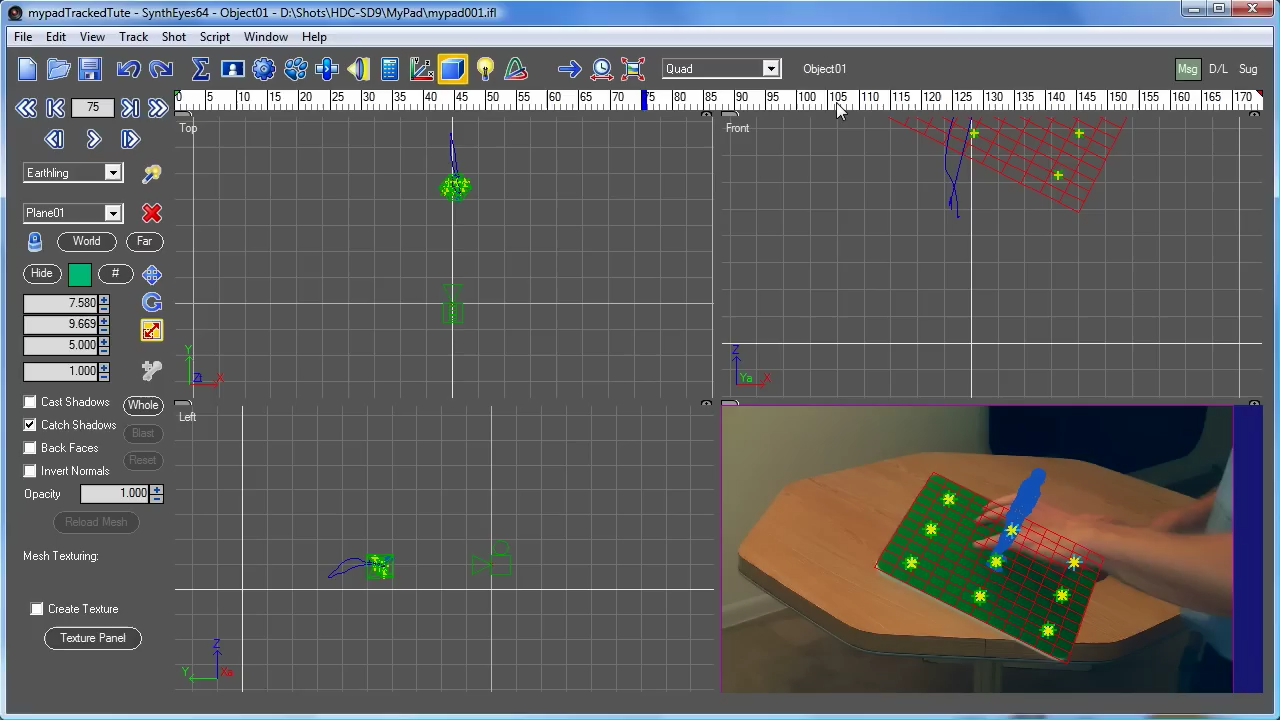 mypadTrackedTute - SynthEyes64 - Object01 - D:\Shots\HDC-SD9\MyPad\mypad001.ifl
File Edit View Track Shot Script Window Help
Quad Object01 Msg D/L Sug
75 0 5 10 15 20 25 30 35 40 45 50 55 60 65 70 75 80 85 90 95 100 105 110 115 120 125 130 135 140 145 150 155 160 165 170
Top Front
Earthling
Plane01
World Far
Hide #
7.580
9.669
5.000
1.000
Y X
Z Ya X
Cast Shadows Whole
Catch Shadows Blast
Back Faces Reset
Invert Normals
Opacity 1.000
Reload Mesh
Mesh Texturing:
Create Texture
Texture Panel
Left
Z
Y Xa